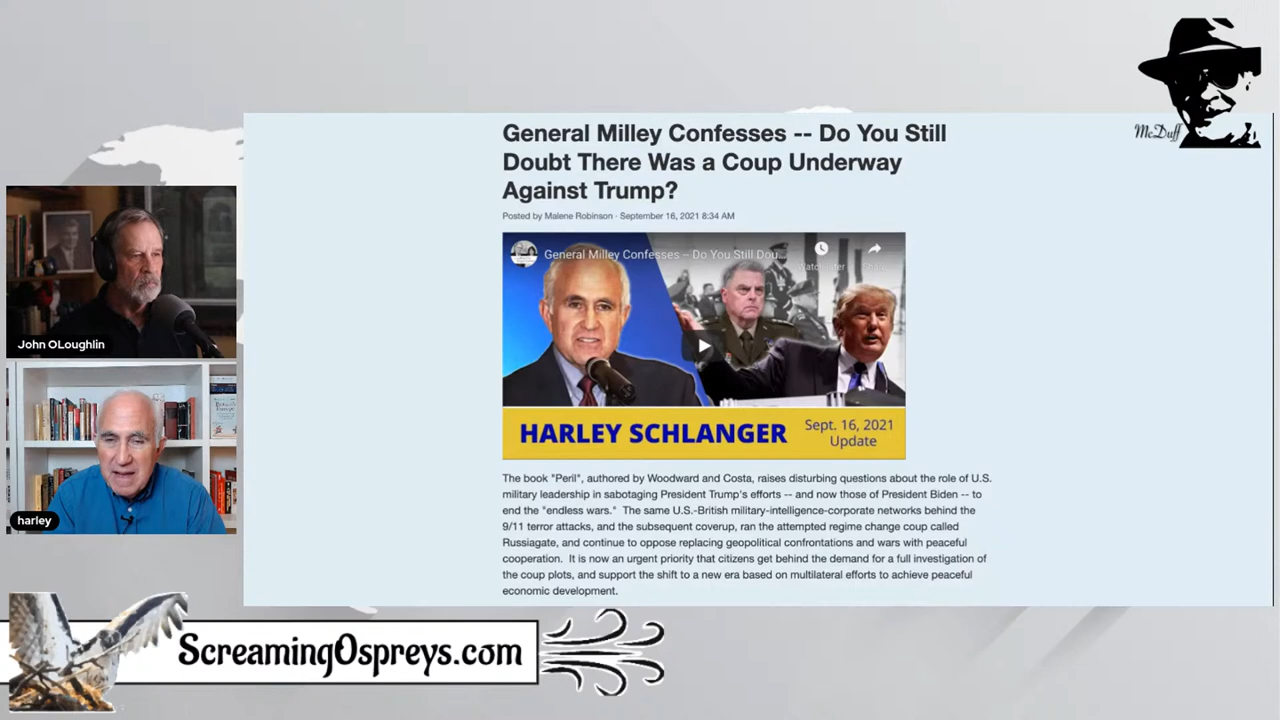 McDuff
General Milley Confesses -- Do You Still
Doubt There Was a Coup Underway
Against Trump?
Posted by Malene Robinson · September 16, 2021 8:34 AM
General Milley Confesses – Do You Still Dou...
HARLEY SCHLANGER
Sept. 16, 2021
Update
The book "Peril", authored by Woodward and Costa, raises disturbing questions about the role of U.S.
military leadership in sabotaging President Trump's efforts -- and now those of President Biden -- to
end the "endless wars."  The same U.S.-British military-intelligence-corporate networks behind the
9/11 terror attacks, and the subsequent coverup, ran the attempted regime change coup called
Russiagate, and continue to oppose replacing geopolitical confrontations and wars with peaceful
cooperation.  It is now an urgent priority that citizens get behind the demand for a full investigation of
the coup plots, and support the shift to a new era based on multilateral efforts to achieve peaceful
economic development.
John OLoughlin
harley
ScreamingOspreys.com